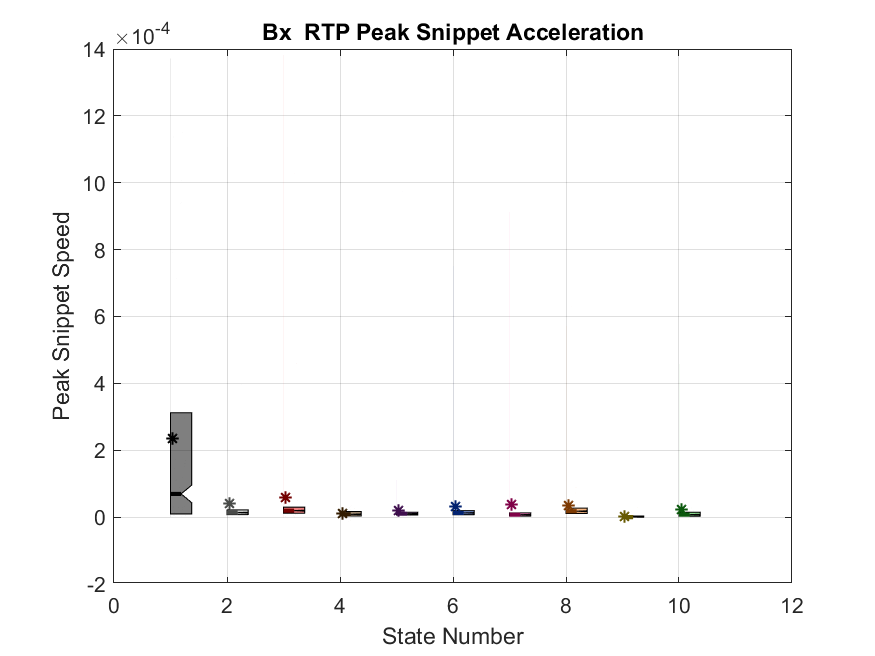 Bx  RTP Peak Snippet Acceleration
×10-4
14
12
10
8
6
4
2
0
-2
Peak Snippet Speed
0 2 4 6 8 10 12
State Number